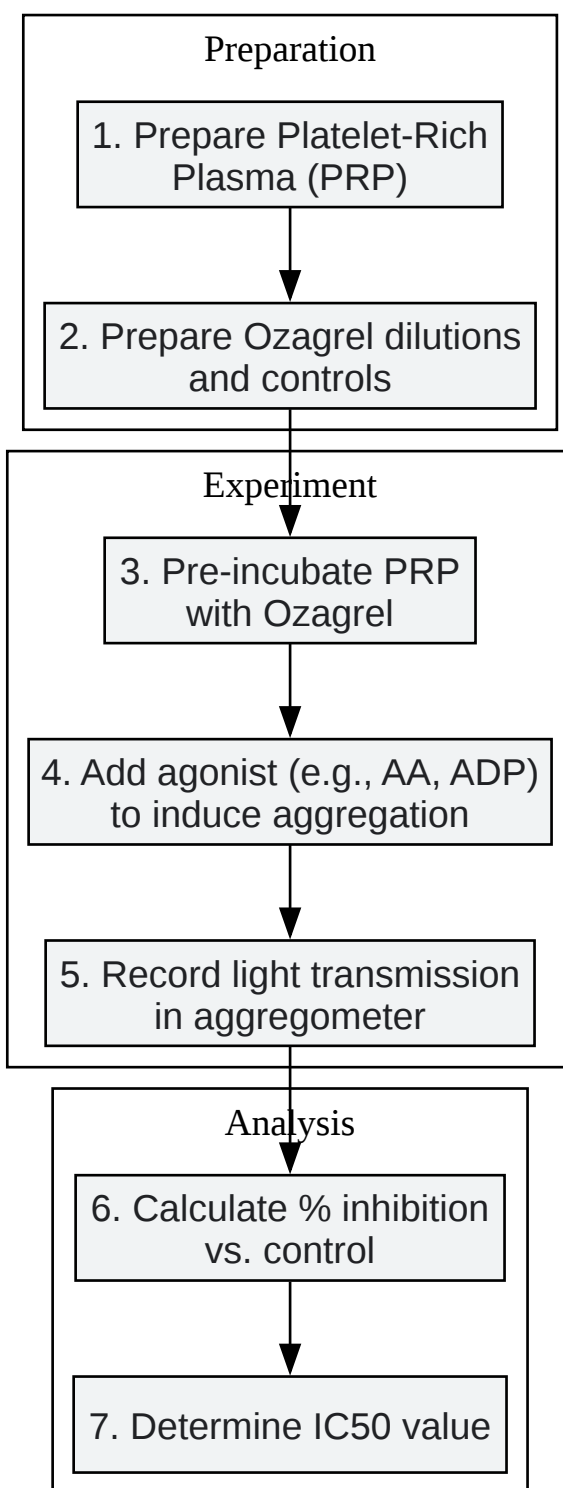 Preparation
1. Prepare Platelet-Rich
Plasma (PRP)
2. Prepare Ozagrel dilutions
and controls
Experiment
3. Pre-incubate PRP
with Ozagrel
4. Add agonist (e.g., AA, ADP)
to induce aggregation
5. Record light transmission
in aggregometer
Analysis
6. Calculate % inhibition
vs. control
7. Determine IC50 value